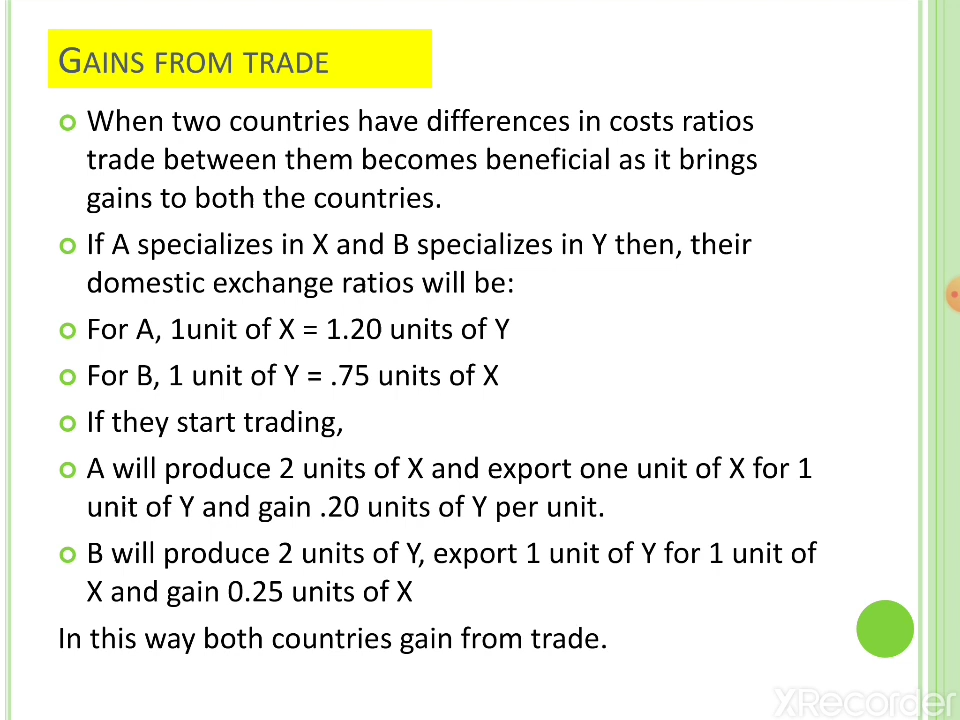 GAINS FROM TRADE
When two countries have differences in costs ratios
trade between them becomes beneficial as it brings
gains to both the countries.
If A specializes in X and B specializes in Y then, their
domestic exchange ratios will be:
For A, 1unit of X = 1.20 units of Y
For B, 1 unit of Y = .75 units of X
If they start trading,
A will produce 2 units of X and export one unit of X for 1
unit of Y and gain .20 units of Y per unit.
B will produce 2 units of Y, export 1 unit of Y for 1 unit of
X and gain 0.25 units of X
In this way both countries gain from trade.
XRecorder